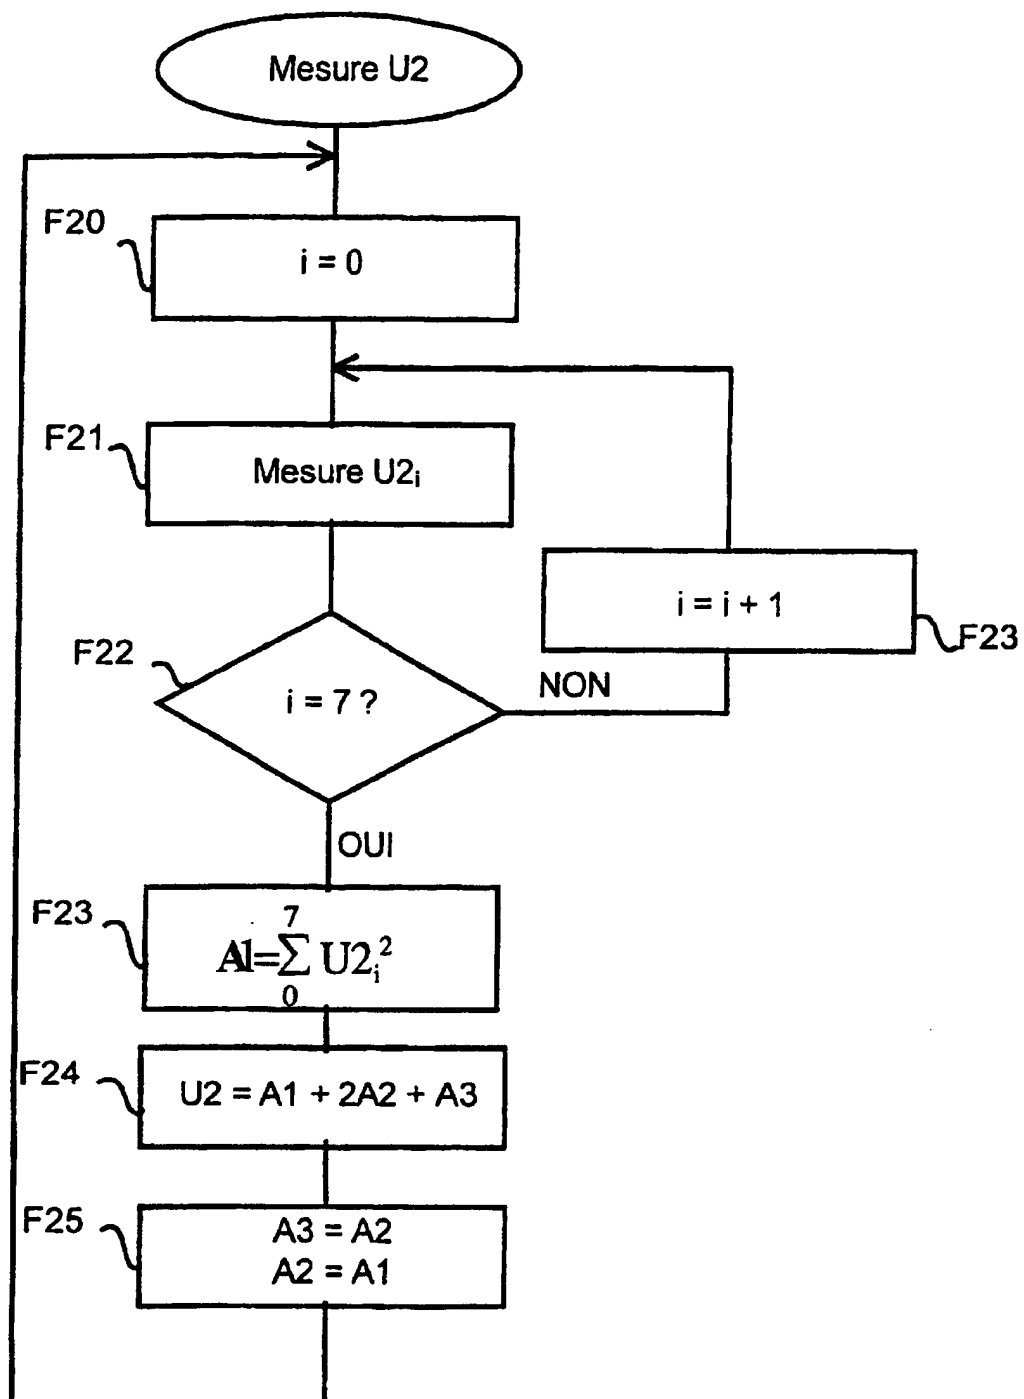 Mesure U2
F20
i = 0
F21
Mesure U2i
i = i + 1
F23
F22
i = 7 ?
NON
OUI
F23
A1=∑ U2i²
7
0
F24
U2 = A1 + 2A2 + A3
F25
A3 = A2
A2 = A1